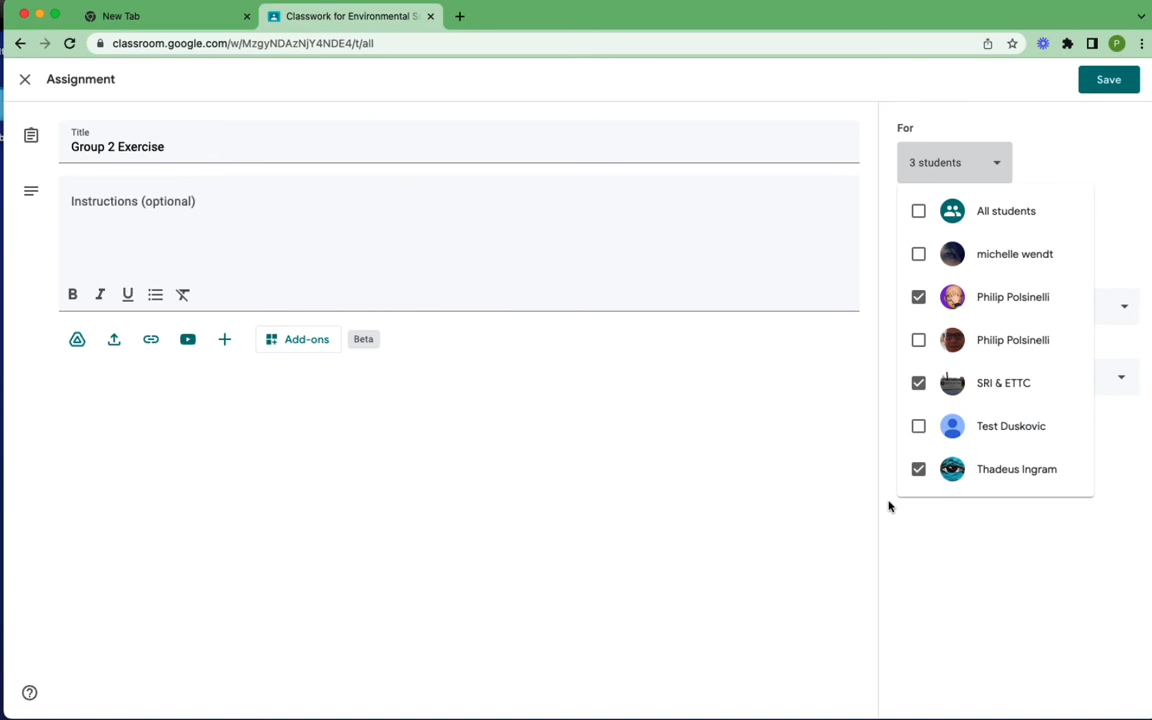 New Tab
Classwork for Environmental S
classroom.google.com/w/MzgyNDAzNjY4NDE4/t/all
P
Assignment
Save
Title
Group 2 Exercise
Instructions (optional)
B I U
Add-ons
Beta
For
3 students
All students
michelle wendt
Philip Polsinelli
Philip Polsinelli
SRI & ETTC
Test Duskovic
Thadeus Ingram